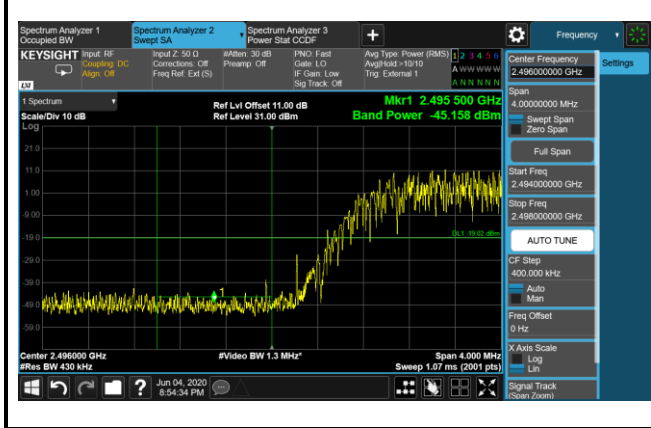 Spectrum Analyzer 1
Occupied BW
Spectrum Analyzer 2
Swept SA
Spectrum Analyzer 3
Power Stat CCDF
Frequency
KEYSIGHT
Input: RF
Coupling: DC
Align: Off
Input Z: 50 Ω
Corrections: Off
Freq Ref: Ext (S)
#Atten: 30 dB
Preamp: Off
PNO: Fast
Gate: LO
IF Gain: Low
Sig Track: Off
Avg Type: Power (RMS)
Avg|Hold:>10/10
Trig: External 1
1 2 3 4 5 6
A W W W W W
A N N N N N
LXI
1 Spectrum
Scale/Div 10 dB
Ref Lvl Offset 11.00 dB
Ref Level 31.00 dBm
Mkr1 2.495 500 GHz
Band Power -45.158 dBm
Log
21.0
11.0
1.00
-9.00
-19.0
-29.0
-39.0
-49.0
-59.0
DL1 -19.02 dBm
1
Center 2.496000 GHz
#Res BW 430 kHz
#Video BW 1.3 MHz*
Span 4.000 MHz
Sweep 1.07 ms (2001 pts)
Jun 04, 2020
8:54:34 PM
Center Frequency
2.496000000 GHz
Settings
Span
4.00000000 MHz
Swept Span
Zero Span
Full Span
Start Freq
2.494000000 GHz
Stop Freq
2.498000000 GHz
AUTO TUNE
CF Step
400.000 kHz
Auto
Man
Freq Offset
0 Hz
X Axis Scale
Log
Lin
Signal Track
(Span Zoom)